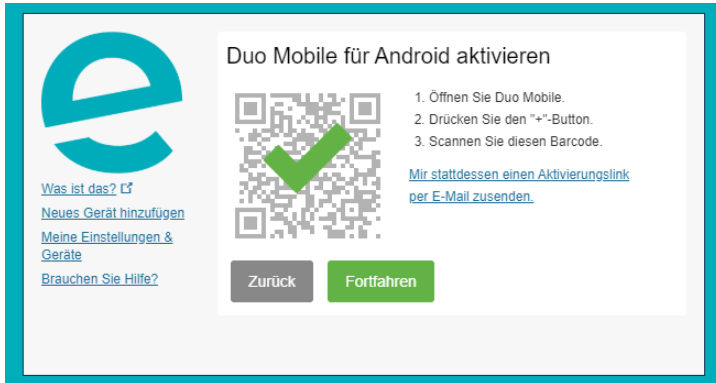 Duo Mobile für Android aktivieren
1. Öffnen Sie Duo Mobile.
2. Drücken Sie den "+"-Button.
3. Scannen Sie diesen Barcode.
Mir stattdessen einen Aktivierungslink
per E-Mail zusenden.
Was ist das?
Neues Gerät hinzufügen
Meine Einstellungen &
Geräte
Brauchen Sie Hilfe?
Zurück
Fortfahren